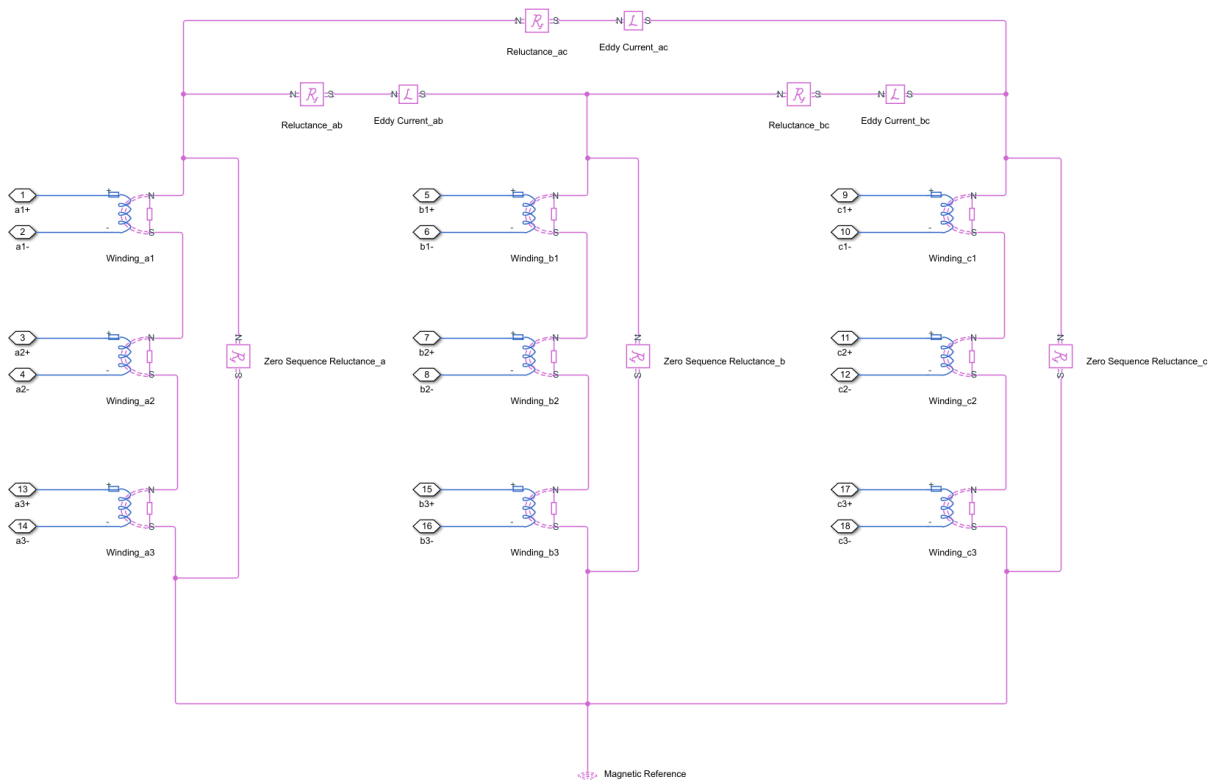 N R S N L S
Reluctance_ac Eddy Current_ac
N R S N L S N R S N L S
Reluctance_ab Eddy Current_ab Reluctance_bc Eddy Current_bc
1 + N 5 + N 9 + N
a1+ b1+ c1+
2 - S 6 - S 10 - S
a1- b1- c1-
Winding_a1 Winding_b1 Winding_c1
3 + N N 7 + N N 11 + N N
a2+ b2+ c2+
R Zero Sequence Reluctance_a R Zero Sequence Reluctance_b R Zero Sequence Reluctance_c
4 - S S 8 - S S 12 - S S
a2- b2- c2-
Winding_a2 Winding_b2 Winding_c2
13 + N 15 + N 17 + N
a3+ b3+ c3+
14 - S 16 - S 18 - S
a3- b3- c3-
Winding_a3 Winding_b3 Winding_c3
Magnetic Reference